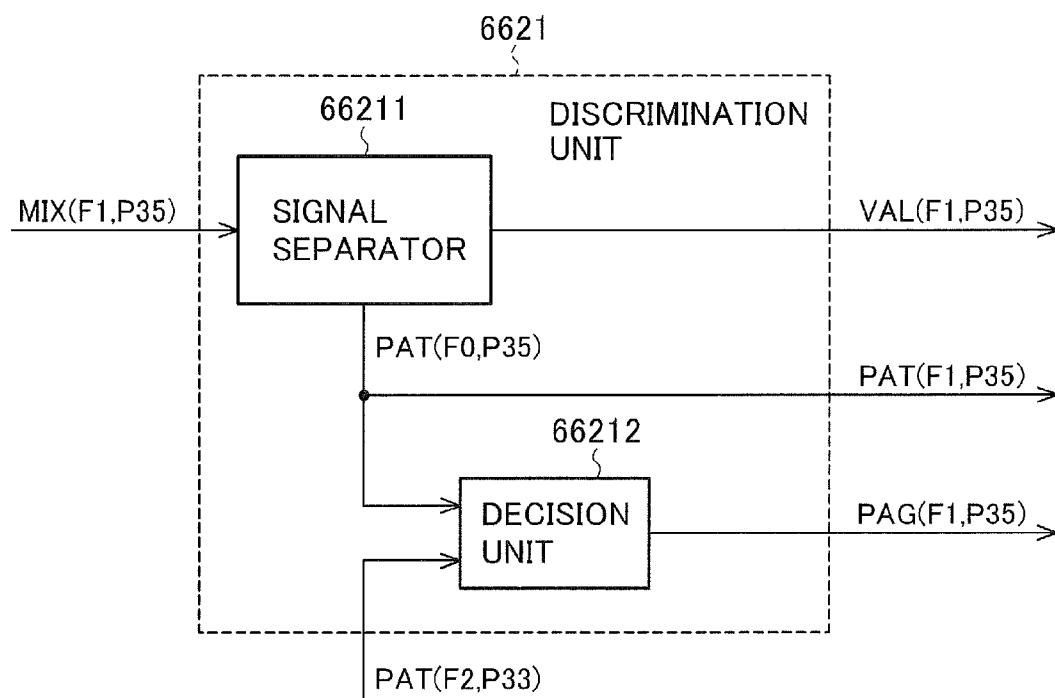 6621
66211
DISCRIMINATION
UNIT
MIX(F1,P35)
SIGNAL
SEPARATOR
VAL(F1,P35)
PAT(F0,P35)
PAT(F1,P35)
66212
DECISION
UNIT
PAG(F1,P35)
PAT(F2,P33)